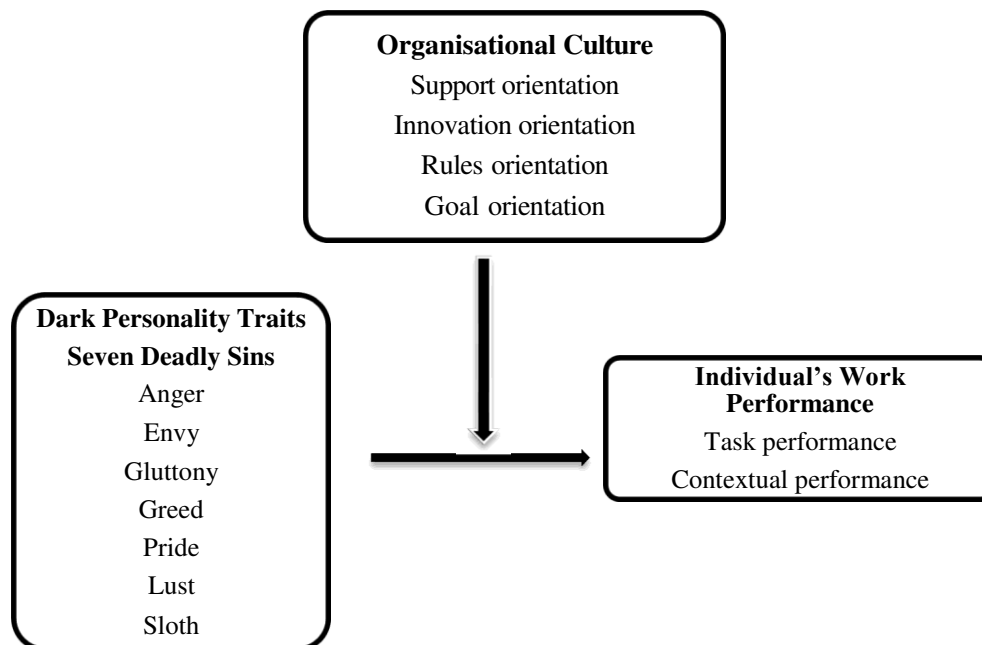 Organisational Culture
Support orientation
Innovation orientation
Rules orientation
Goal orientation
Dark Personality Traits
Seven Deadly Sins
Anger
Envy
Gluttony
Greed
Pride
Lust
Sloth
Individual’s Work
Performance
Task performance
Contextual performance